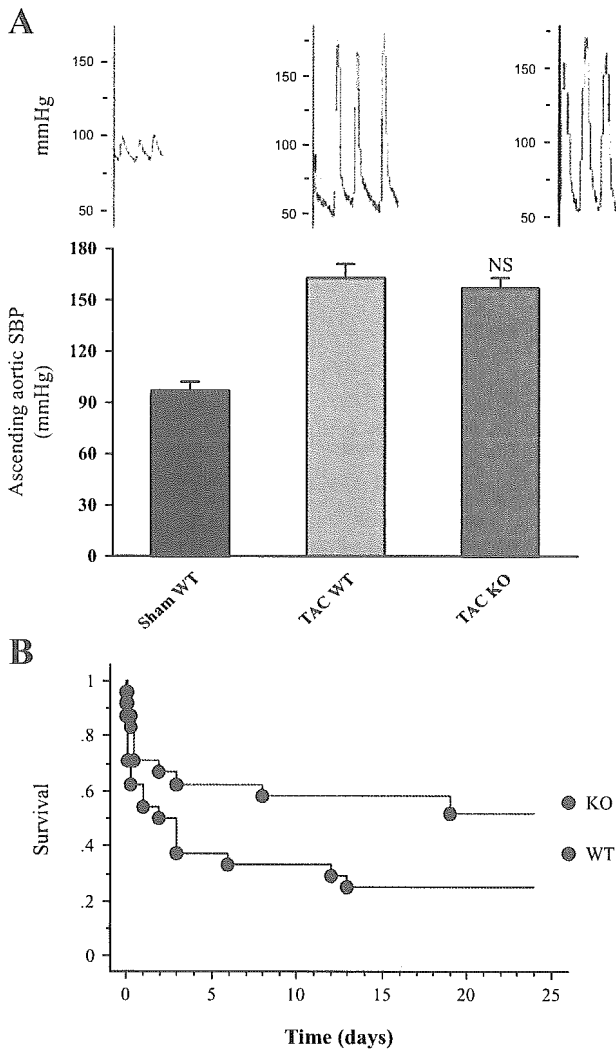 A
mmHg
150
100
50
150
100
50
150
100
50
Ascending aortic SBP
(mmHg)
180
150
120
90
60
30
0
NS
Sham WT
TAC WT
TAC KO
B
Survival
1
.8
.6
.4
.2
0
KO
WT
0
5
10
15
20
25
Time (days)